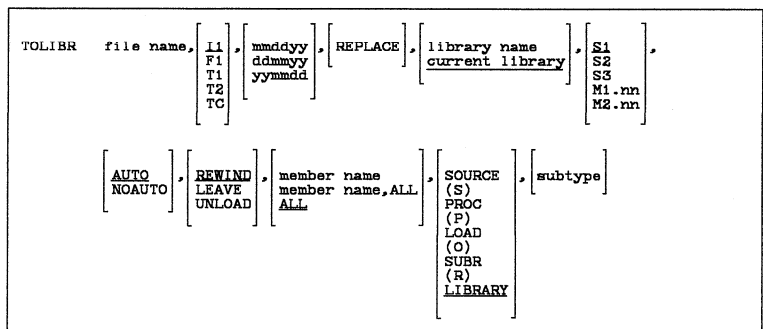 TOLIBR file name, [I1], [mmddyy], [REPLACE], [library name], [S1],
F1 ddmmyy current library S2
T1 yymmdd S3
T2 M1.nn
TC M2.nn
[AUTO], [REWIND], [member name], [SOURCE], [subtype]
NOAUTO LEAVE member name,ALL (S)
UNLOAD ALL PROC
(P)
LOAD
(O)
SUBR
(R)
LIBRARY